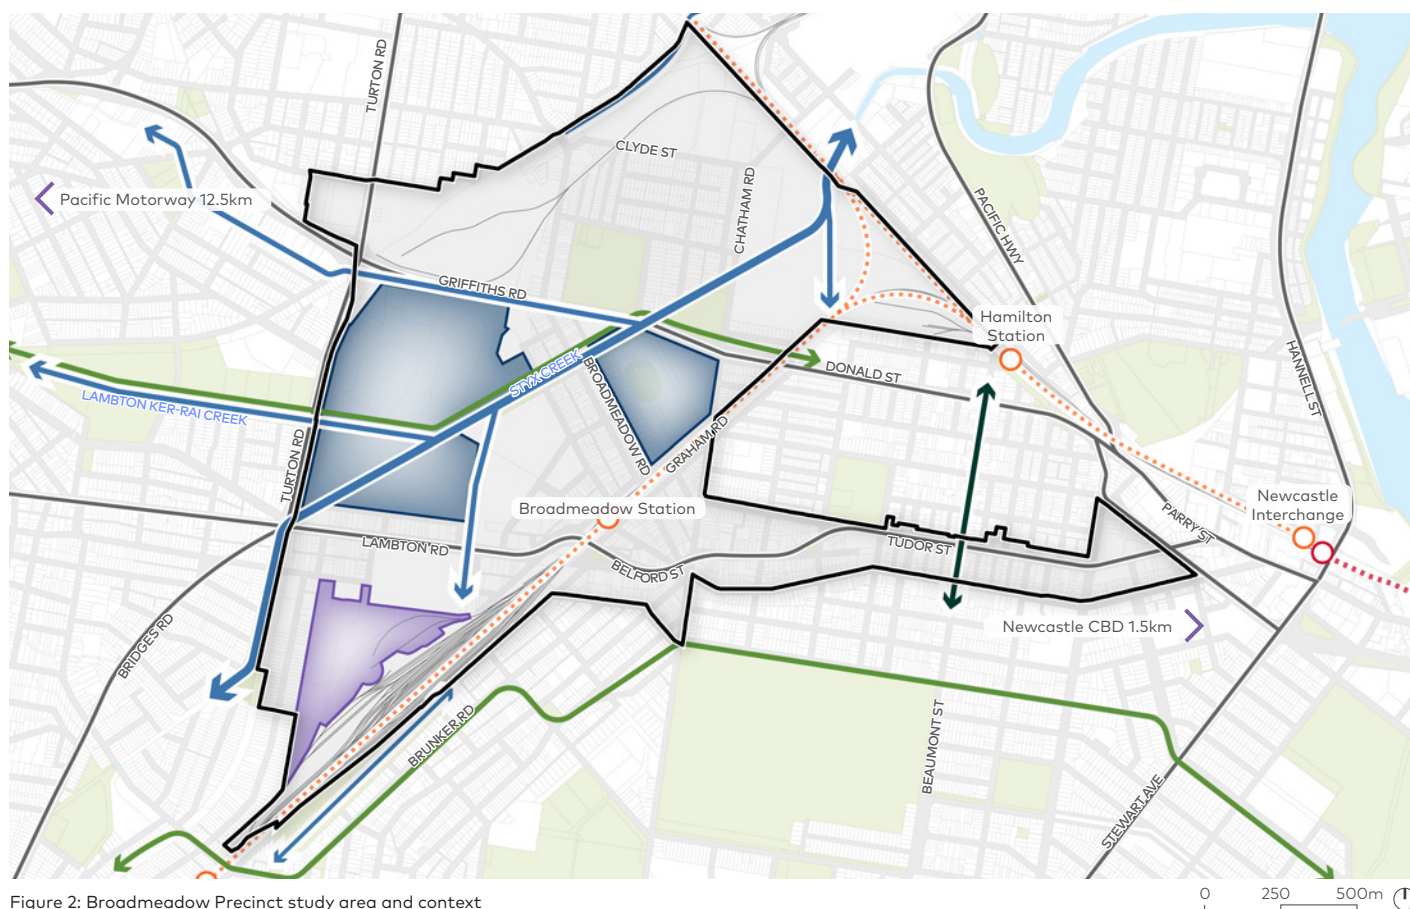 TURTON RD
CLYDE ST
CHATHAM RD
Pacific Motorway 12.5km
PACIFIC HWY
GRIFFITHS RD
Hamilton
Station
HANNELL ST
DONALD ST
STYX CREEK
BROADMEADOW RD
LAMBTON KER-RAI CREEK
GRAHAM RD
TURTON RD
Broadmeadow Station
Newcastle
Interchange
PARRY ST
LAMBTON RD
TUDOR ST
BELFORD ST
BRIDGES RD
Newcastle CBD 1.5km
BRUNKER RD
BEAUMONT ST
STEWART AVE
Figure 2: Broadmeadow Precinct study area and context
0 250 500m